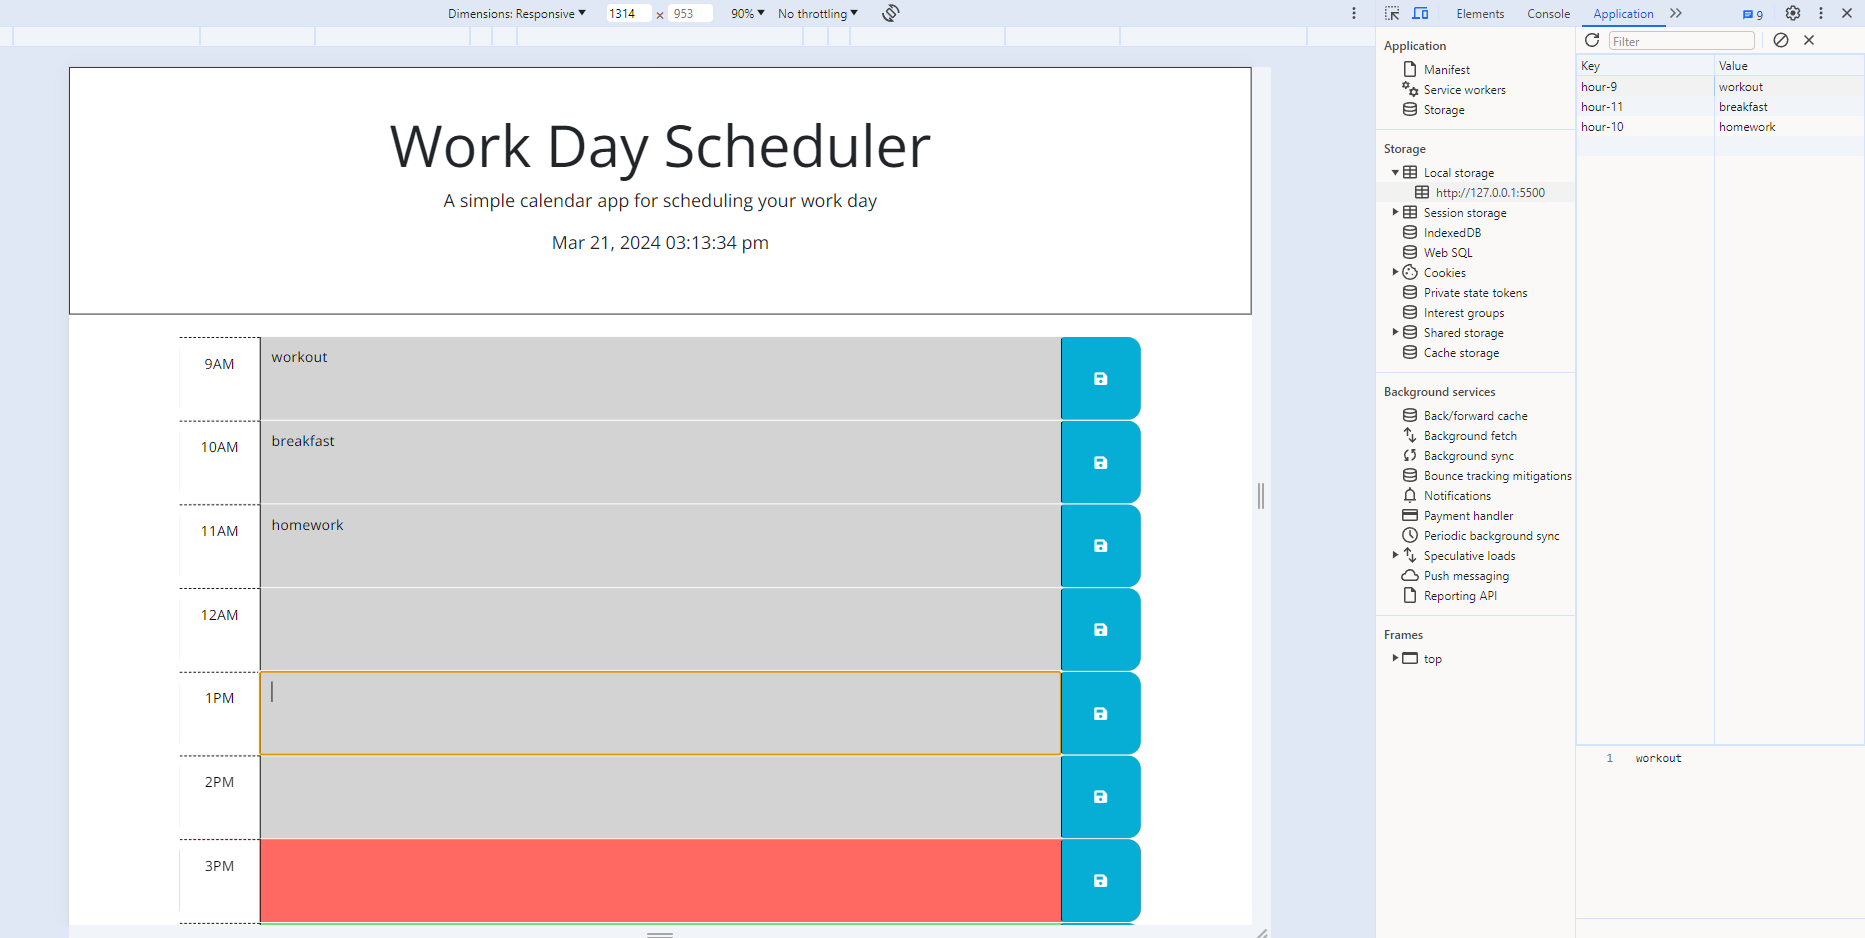 Dimensions: Responsive 1314 × 953 90% No throttling
Work Day Scheduler
A simple calendar app for scheduling your work day
Mar 21, 2024 03:13:34 pm
9AM workout
10AM breakfast
11AM homework
12AM
1PM
2PM
3PM
Elements Console Application 9
Application
Manifest
Service workers
Storage
Storage
Local storage
http://127.0.0.1:5500
Session storage
IndexedDB
Web SQL
Cookies
Private state tokens
Interest groups
Shared storage
Cache storage
Background services
Back/forward cache
Background fetch
Background sync
Bounce tracking mitigations
Notifications
Payment handler
Periodic background sync
Speculative loads
Push messaging
Reporting API
Frames
top
Filter
Key Value
hour-9 workout
hour-11 breakfast
hour-10 homework
1 workout